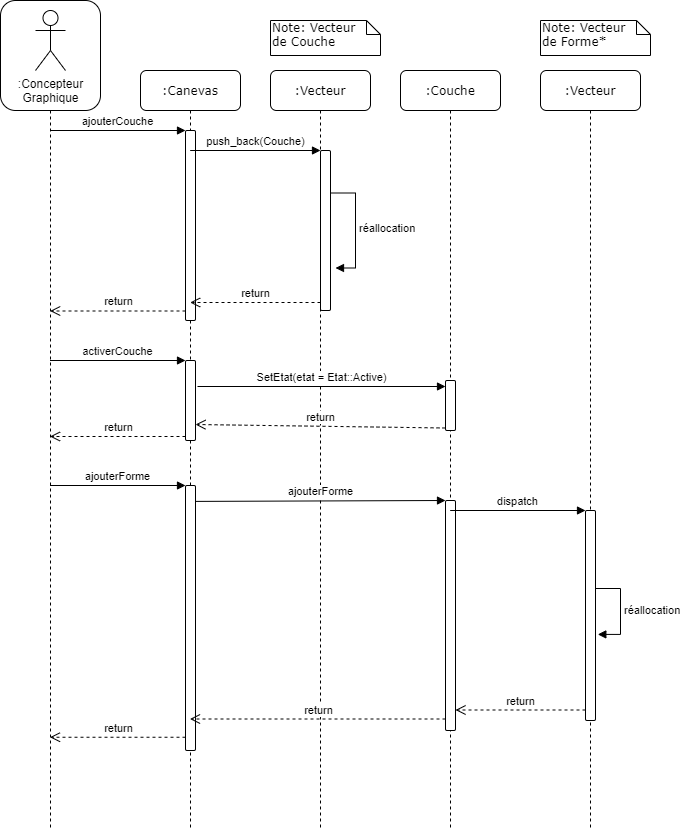 Note: Vecteur
de Couche
Note: Vecteur
de Forme*
:Concepteur
Graphique
:Canevas
:Vecteur
:Couche
:Vecteur
ajouterCouche
push_back(Couche)
réallocation
return
return
activerCouche
SetEtat(etat = Etat::Active)
return
return
ajouterForme
ajouterForme
dispatch
réallocation
return
return
return